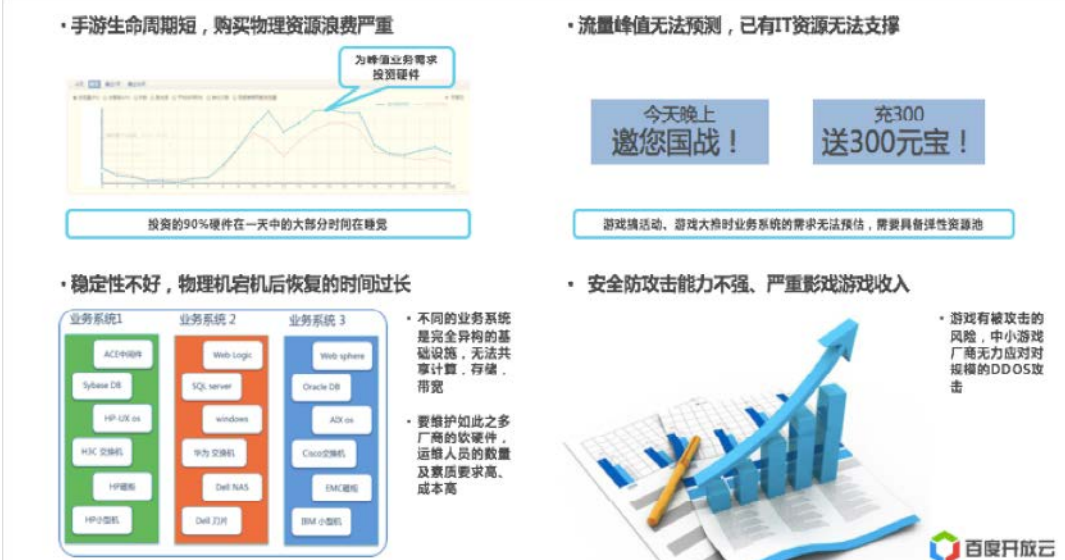 · 手游生命周期短，购买物理资源浪费严重
为峰值业务需求
投资硬件
投资的90%硬件在一天中的大部分时间在睡觉
· 流量峰值无法预测，已有IT资源无法支撑
今天晚上
邀您国战！
充300
送300元宝！
游戏搞活动、游戏大推时业务系统的需求无法预估，需要具备弹性资源池
· 稳定性不好，物理机宕机后恢复的时间过长
业务系统1
ACE中间件
Sybase DB
HP-UX os
H3C 交换机
HP磁柜
HP小型机
业务系统 2
Web Logic
SQL server
windows
华为 交换机
Dell NAS
Dell 刀片
业务系统 3
Web sphere
Oracle DB
AIX os
Cisco交换机
EMC磁柜
IBM 小型机
· 不同的业务系统
是完全异构的基
础设施，无法共
享计算，存储，
带宽
· 要维护如此之多
厂商的软硬件，
运维人员的数量
及素质要求高、
成本高
· 安全防攻击能力不强、严重影戏游戏收入
· 游戏有被攻击的
风险，中小游戏
厂商无力应对对
规模的DDOS攻
击
百度开放云